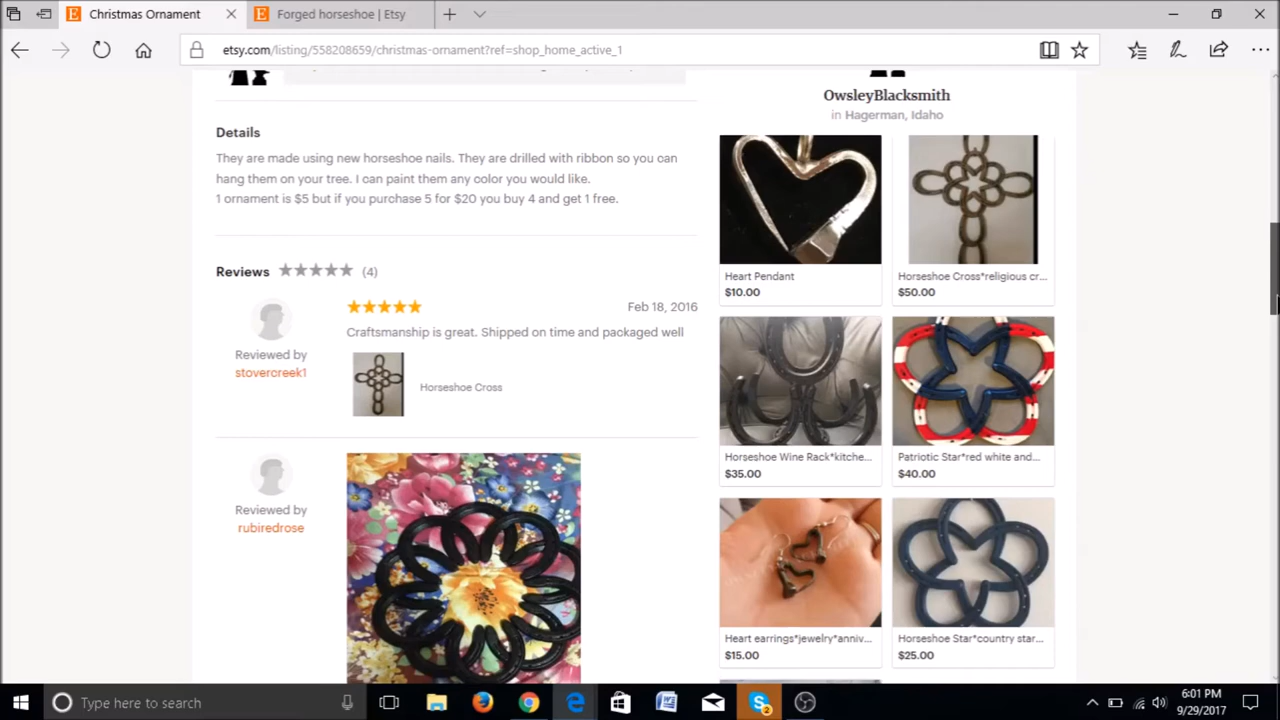 Christmas Ornament
Forged horseshoe | Etsy
etsy.com/listing/558208659/christmas-ornament?ref=shop_home_active_1
OwsleyBlacksmith
in Hagerman, Idaho
Details
They are made using new horseshoe nails. They are drilled with ribbon so you can
hang them on your tree. I can paint them any color you would like.
1 ornament is $5 but if you purchase 5 for $20 you buy 4 and get 1 free.
Reviews (4)
Feb 18, 2016
Craftsmanship is great. Shipped on time and packaged well
Reviewed by
stovercreek1
Horseshoe Cross
Reviewed by
rubiredrose
Heart Pendant
$10.00
Horseshoe Cross*religious cr...
$50.00
Horseshoe Wine Rack*kitche...
$35.00
Patriotic Star*red white and...
$40.00
Heart earrings*jewelry*anniv...
$15.00
Horseshoe Star*country star...
$25.00
Type here to search
6:01 PM
9/29/2017